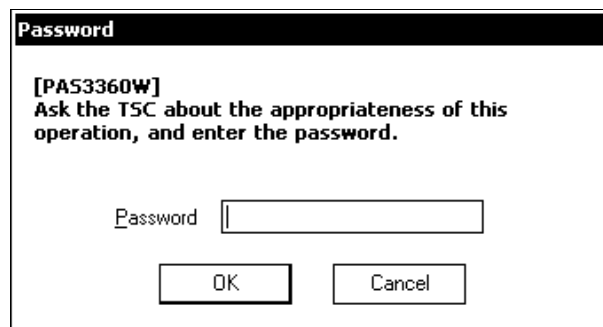 Password
[PAS3360W]
Ask the TSC about the appropriateness of this
operation, and enter the password.
Password
OK Cancel